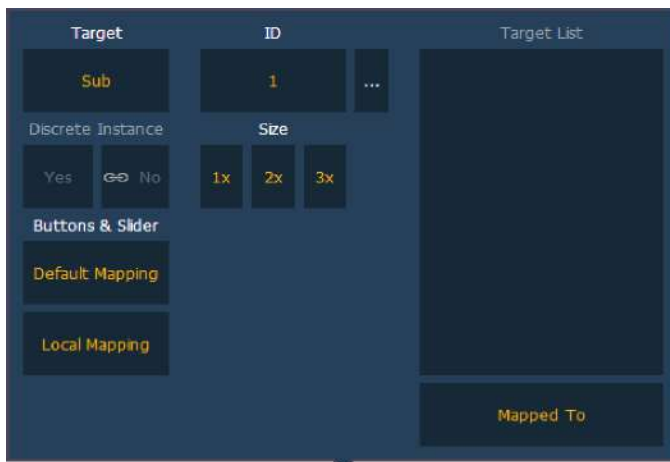 Target
ID
Target List
Sub
1
...
Discrete Instance
Size
Yes
No
1x
2x
3x
Buttons & Slider
Default Mapping
Local Mapping
Mapped To